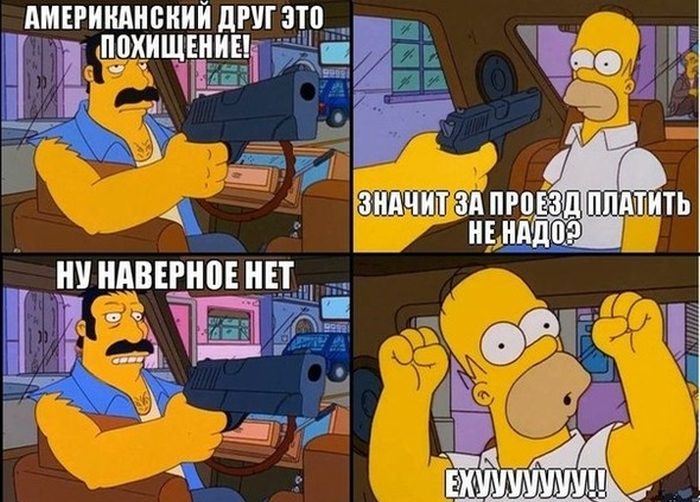 АМЕРИКАНСКИЙ ДРУГ ЭТО
ПОХИЩЕНИЕ!
ЗНАЧИТ ЗА ПРОЕЗД ПЛАТИТЬ
НЕ НАДО?
НУ НАВЕРНОЕ НЕТ
ЕХУУУУУУУ!!